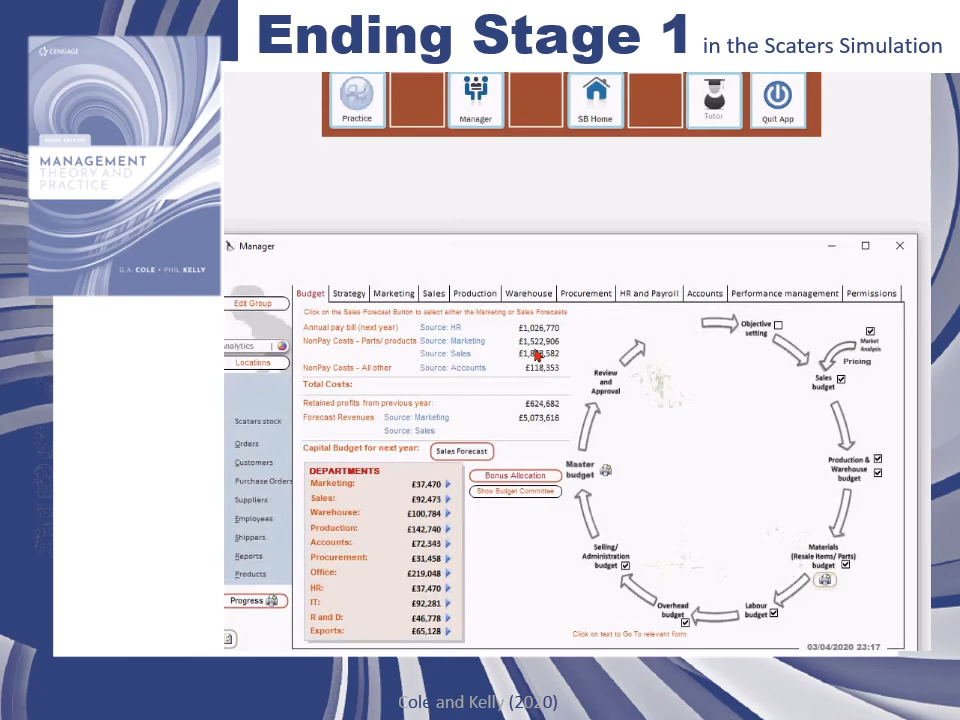 Ending Stage 1 in the Scaters Simulation
CENGAGE
NINTH EDITION
MANAGEMENT
THEORY AND
PRACTICE
G.A. COLE • PHIL KELLY
Practice
Manager
SB Home
Tutor
Quit App
Manager
Edit Group
nalytics
Locations
Scaters stock
Orders
Customers
Purchase Orders
Suppliers
Employees
Shippers
Reports
Products
Progress
Budget Strategy Marketing Sales Production Warehouse Procurement HR and Payroll Accounts Performance management Permissions
Click on the Sales Forecast Button to select either the Marketing or Sales Forecasts
Annual pay bill (next year) Source: HR £1,026,770
NonPay Costs - Parts/ products Source: Marketing £1,522,906
Source: Sales
NonPay Costs - All other Source: Accounts £118,353
Total Costs:
Retained profits from previous year: £624,682
Forecast Revenues Source: Marketing £5,073,616
Source: Sales
Capital Budget for next year: Sales Forecast
DEPARTMENTS
Marketing: £37,470
Sales: £92,473
Warehouse: £100,784
Production: £142,740
Accounts: £72,343
Procurement: £31,458
Office: £219,048
HR: £37,470
IT: £92,281
R and D: £46,778
Exports: £65,128
Bonus Allocation
Show Budget Committee
Objective
setting
Market
Analysis
Pricing
Sales
budget
Production &
Warehouse
budget
Materials
(Resale Items/ Parts)
budget
Labour
budget
Overhead
budget
Selling/
Administration
budget
Master
budget
Review
and
Approval
Click on text to Go To relevant form
03/04/2020 23:17
Cole and Kelly (2020)